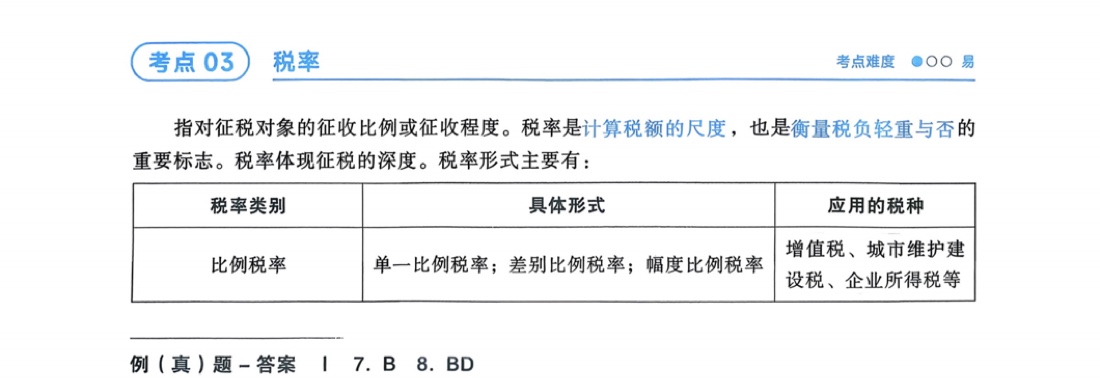 考点 03 税率 考点难度 易
指对征税对象的征收比例或征收程度。税率是计算税额的尺度，也是衡量税负轻重与否的
重要标志。税率体现征税的深度。税率形式主要有：
税率类别 具体形式 应用的税种
比例税率 单一比例税率；差别比例税率；幅度比例税率 增值税、城市维护建
设税、企业所得税等
例（真）题 – 答案 | 7. B 8. BD